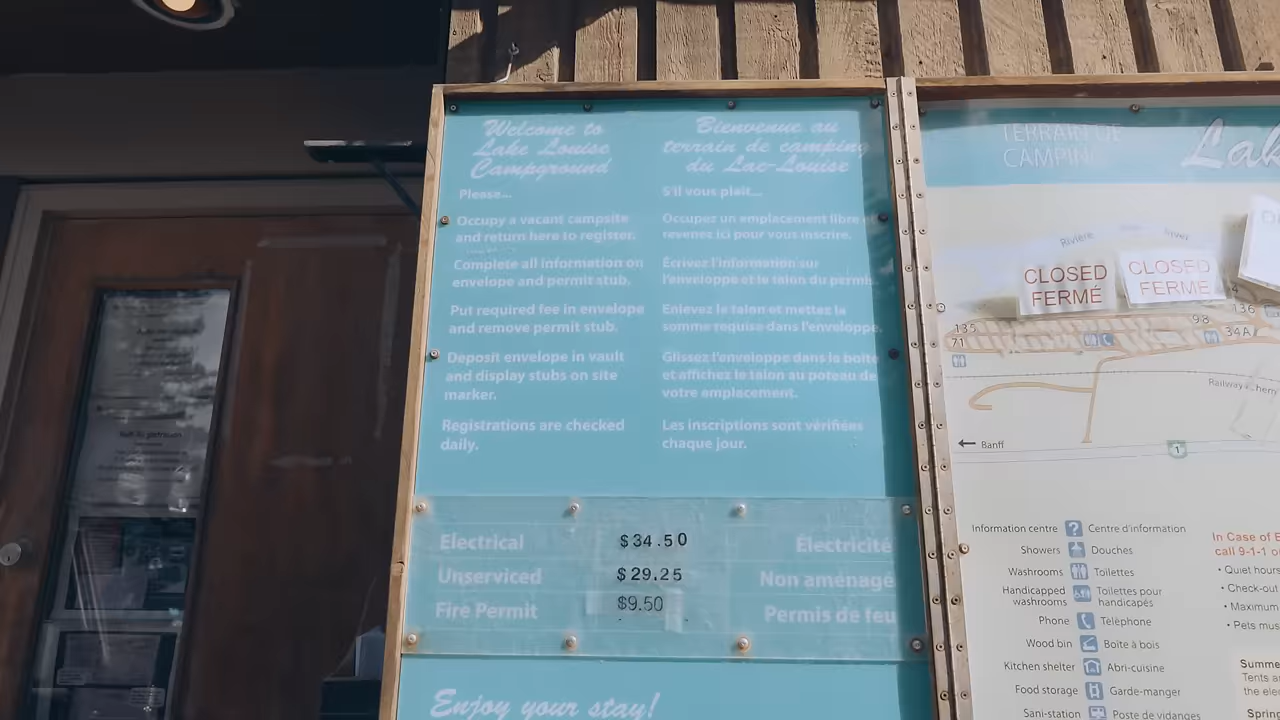 Welcome to
Lake Louise
Campground
Please...
Occupy a vacant campsite
and return here to register.
Complete all information on
envelope and permit stub.
Put required fee in envelope
and remove permit stub.
Deposit envelope in vault
and display stubs on site
marker.
Registrations are checked
daily.
Bienvenue au
terrain de camping
du Lac-Louise
S'il vous plaît...
Occupez un emplacement libre et
revenez ici pour vous inscrire.
Écrivez l'information sur
l'enveloppe et le talon du permis.
Enlevez le talon et mettez la
somme requise dans l'enveloppe.
Glissez l'enveloppe dans la boîte
et affichez le talon au poteau de
votre emplacement.
Les inscriptions sont vérifiées
chaque jour.
Electrical $34.50 Électricité
Unserviced $29.25 Non aménagé
Fire Permit $9.50 Permis de feu
Enjoy your stay!
TERRAIN DE
CAMPIN
Lak
Rivière
River
CLOSED
FERMÉ
CLOSED
FERMÉ
135
71
98
136
34A
Railway
Banff
1
Information centre ? Centre d'information
Showers Douches
Washrooms Toilettes
Handicapped
washrooms
Toilettes pour
handicapés
Phone Téléphone
Wood bin Boîte à bois
Kitchen shelter Abri-cuisine
Food storage Garde-manger
Sani-station Poste de vidanges
In Case of E
call 9-1-1 o
• Quiet hours
• Check-out
• Maximum
• Pets mus
Summe
Tents a
the ele
Sprin